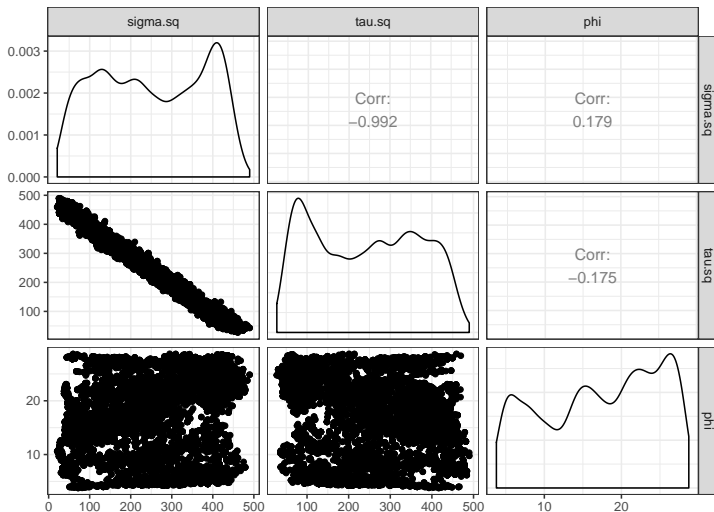 sigma.sq tau.sq phi
0.003
0.002
0.001
0.000
Corr:
−0.992
Corr:
0.179
sigma.sq
500
400
300
200
100
Corr:
−0.175
tau.sq
20
10
phi
0 100 200 300 400 500
100 200 300 400 500
10 20